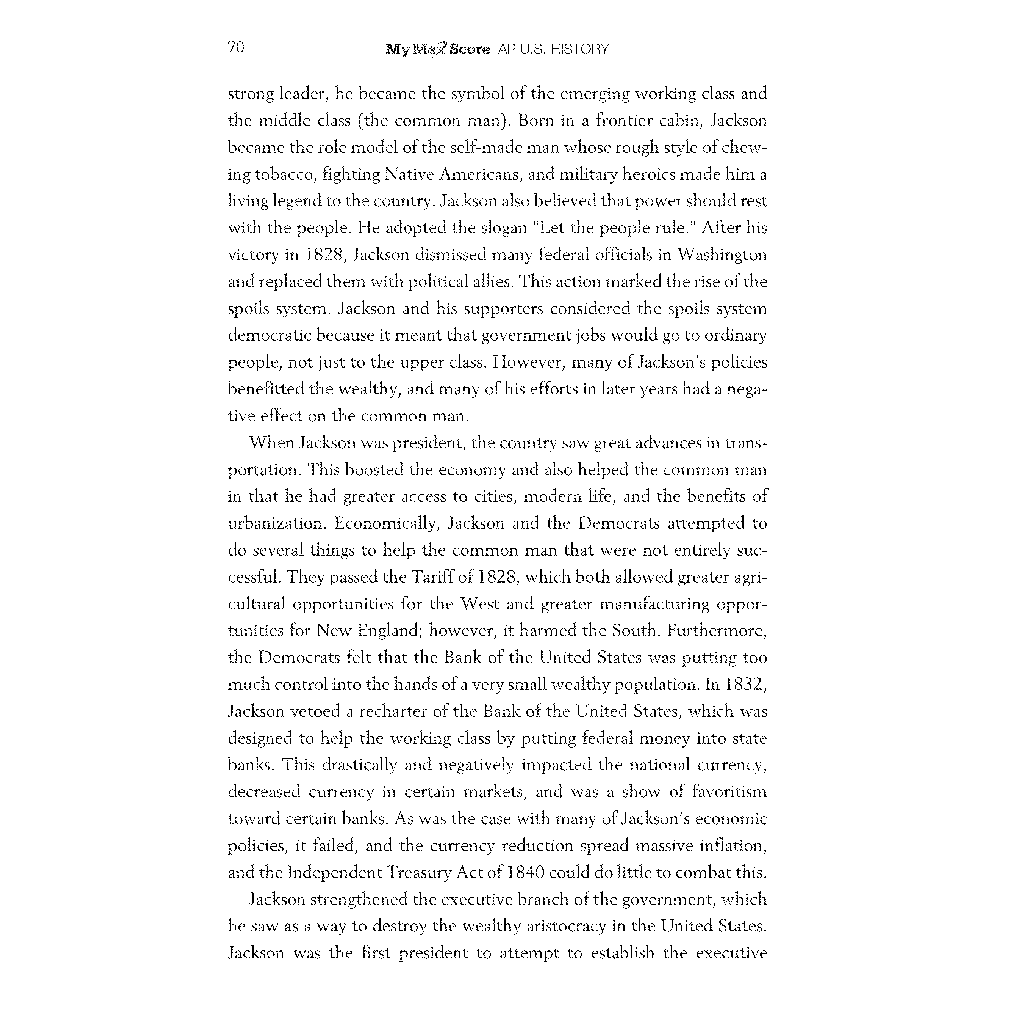 70
My Max Score AP U.S. HISTORY
strong leader, he became the symbol of the emerging working class and
the middle class (the common man). Born in a frontier cabin, Jackson
became the role model of the self-made man whose rough style of chew-
ing tobacco, fighting Native Americans, and military heroics made him a
living legend to the country. Jackson also believed that power should rest
with the people. He adopted the slogan "Let the people rule." After his
victory in 1828, Jackson dismissed many federal officials in Washington
and replaced them with political allies. This action marked the rise of the
spoils system. Jackson and his supporters considered the spoils system
democratic because it meant that government jobs would go to ordinary
people, not just to the upper class. However, many of Jackson's policies
benefitted the wealthy, and many of his efforts in later years had a nega-
tive effect on the common man.
When Jackson was president, the country saw great advances in trans-
portation. This boosted the economy and also helped the common man
in that he had greater access to cities, modern life, and the benefits of
urbanization. Economically, Jackson and the Democrats attempted to
do several things to help the common man that were not entirely suc-
cessful. They passed the Tariff of 1828, which both allowed greater agri-
cultural opportunities for the West and greater manufacturing oppor-
tunities for New England; however, it harmed the South. Furthermore,
the Democrats felt that the Bank of the United States was putting too
much control into the hands of a very small wealthy population. In 1832,
Jackson vetoed a recharter of the Bank of the United States, which was
designed to help the working class by putting federal money into state
banks. This drastically and negatively impacted the national currency,
decreased currency in certain markets, and was a show of favoritism
toward certain banks. As was the case with many of Jackson's economic
policies, it failed, and the currency reduction spread massive inflation,
and the Independent Treasury Act of 1840 could do little to combat this.
Jackson strengthened the executive branch of the government, which
he saw as a way to destroy the wealthy aristocracy in the United States.
Jackson was the first president to attempt to establish the executive